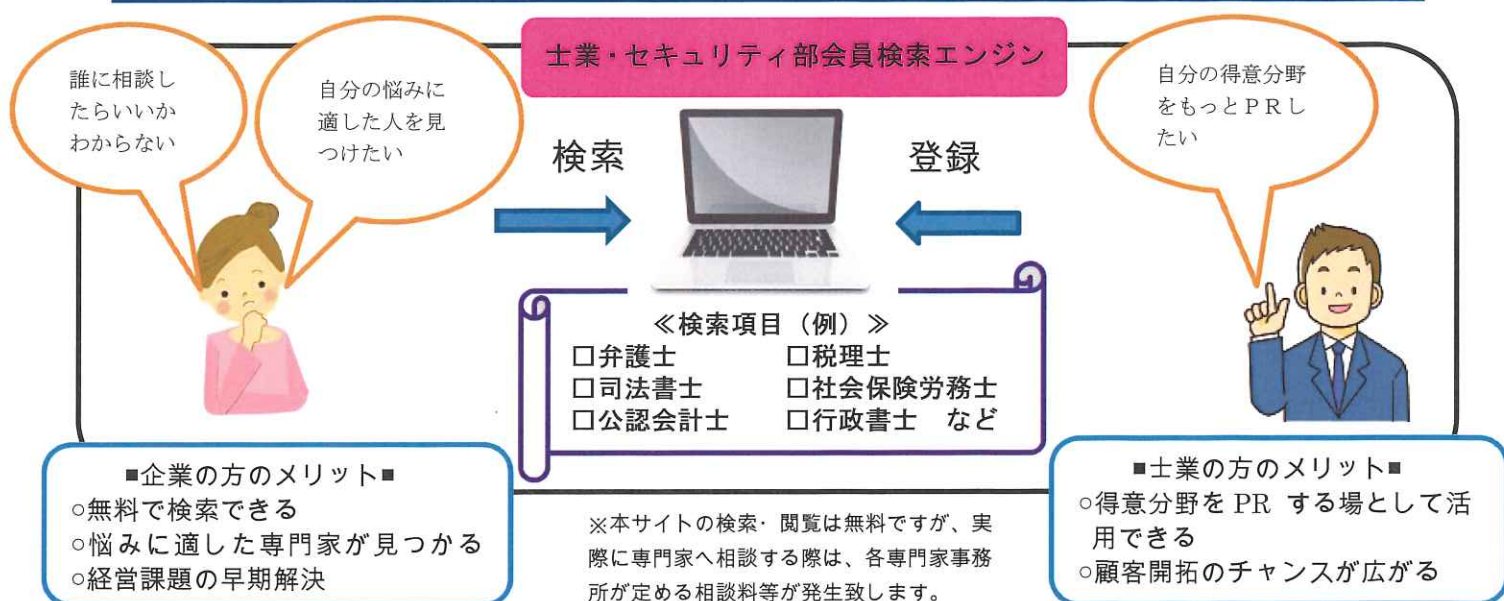 士業・セキュリティ部会員検索エンジン
誰に相談し
たらいいか
わからない
自分の悩みに
適した人を見
つけたい
自分の得意分野
をもっとPRし
たい
検索
登録
≪検索項目(例)≫
□弁護士 □税理士
□司法書士 □社会保険労務士
□公認会計士 □行政書士 など
■企業の方のメリット■
○無料で検索できる
○悩みに適した専門家が見つかる
○経営課題の早期解決
※本サイトの検索・閲覧は無料ですが、実
際に専門家へ相談する際は、各専門家事務
所が定める相談料等が発生致します。
■士業の方のメリット■
○得意分野を PR する場として活
用できる
○顧客開拓のチャンスが広がる